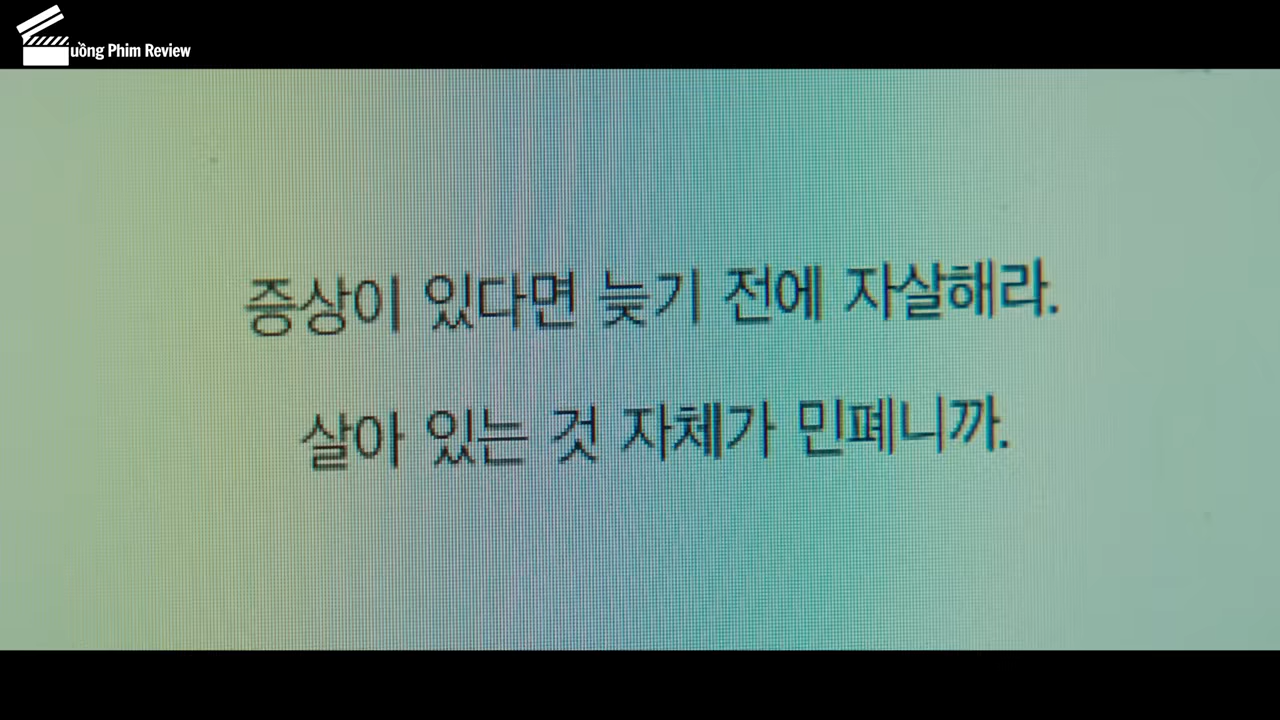 uồng Phim Review
증상이 있다면 늦기 전에 자살해라.
살아 있는 것 자체가 민폐니까.